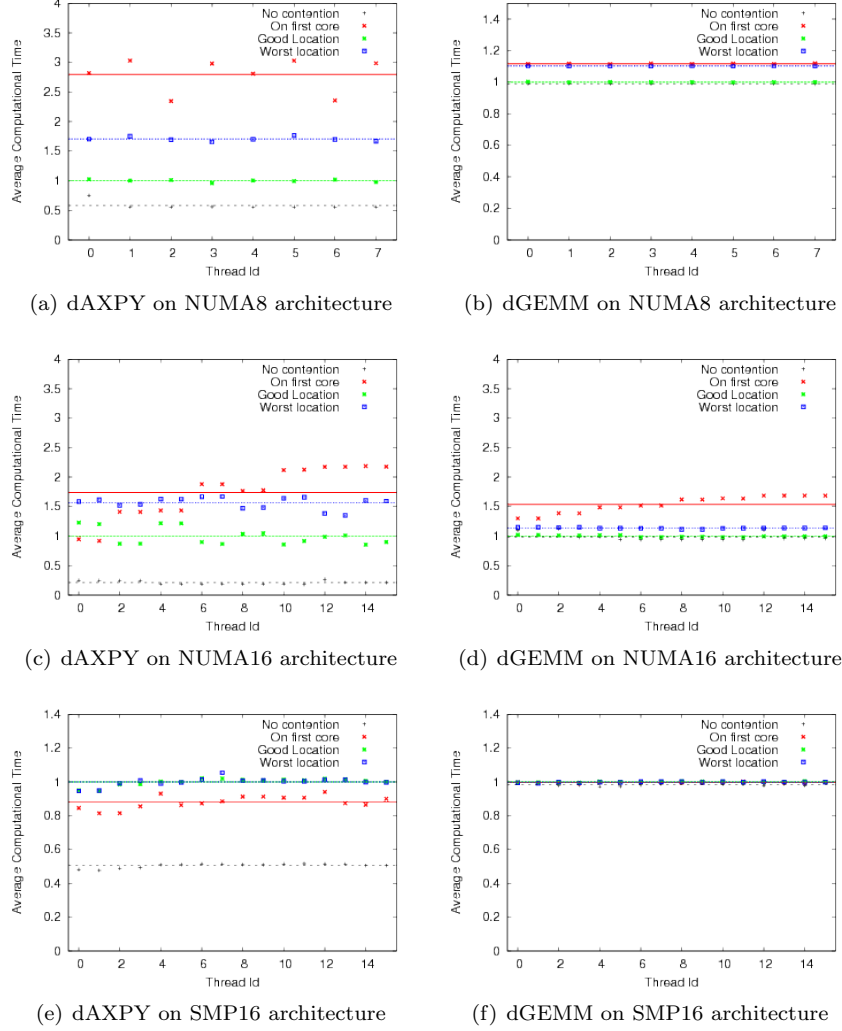 4
3.5
3
2.5
2
1.5
1
0.5
0
Average Computational Time
No contention
On first core
Good Location
Worst location
0 1 2 3 4 5 6 7
Thread Id
(a) dAXPY on NUMA8 architecture
1.4
1.2
1
0.8
0.6
0.4
0.2
0
Average Computational Time
No contention
On first core
Good Location
Worst location
0 1 2 3 4 5 6 7
Thread Id
(b) dGEMM on NUMA8 architecture
4
3.5
3
2.5
2
1.5
1
0.5
0
Average Computational Time
No contention
On first core
Good Location
Worst location
0 2 4 6 8 10 12 14
Thread Id
(c) dAXPY on NUMA16 architecture
4
3.5
3
2.5
2
1.5
1
0.5
0
Average Computational Time
No contention
On first core
Good Location
Worst location
0 2 4 6 8 10 12 14
Thread Id
(d) dGEMM on NUMA16 architecture
1.4
1.2
1
0.8
0.6
0.4
0.2
0
Average Computational Time
No contention
On first core
Good Location
Worst location
0 2 4 6 8 10 12 14
Thread Id
(e) dAXPY on SMP16 architecture
1.4
1.2
1
0.8
0.6
0.4
0.2
0
Average Computational Time
No contention
On first core
Good Location
Worst location
0 2 4 6 8 10 12 14
Thread Id
(f) dGEMM on SMP16 architecture